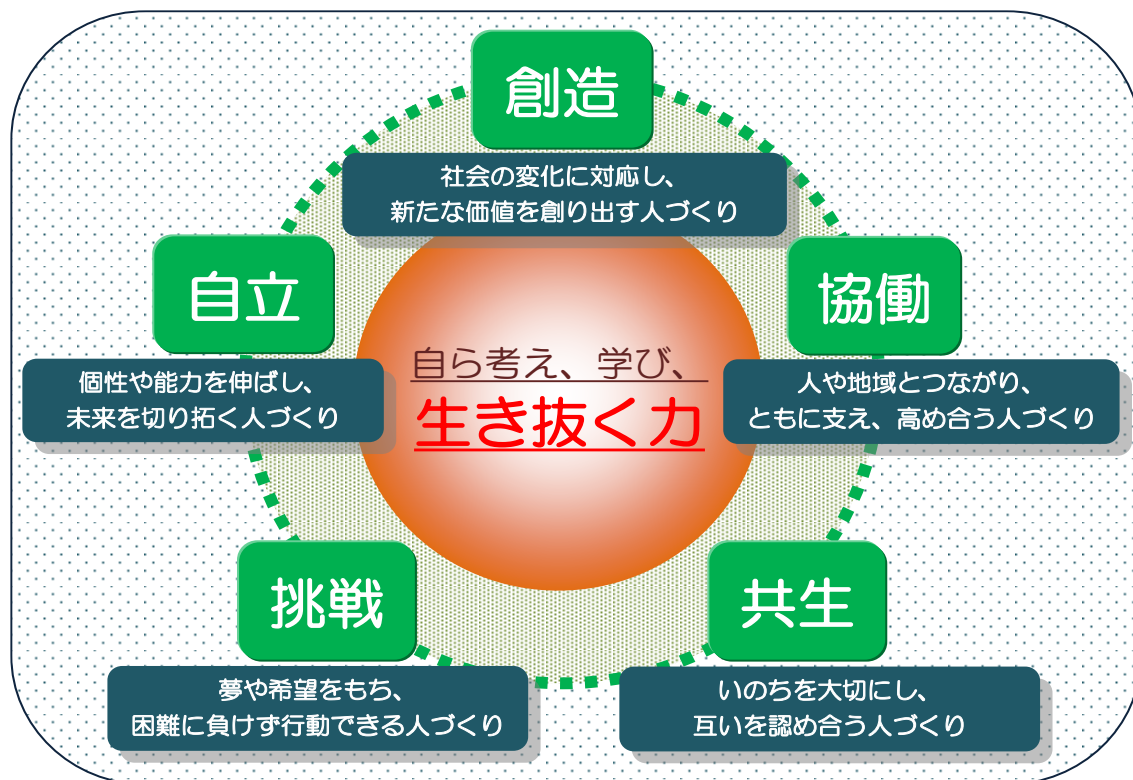 創造
社会の変化に対応し、
新たな価値を創り出す人づくり
自立
個性や能力を伸ばし、
未来を切り拓く人づくり
自ら考え、学び、
生き抜く力
協働
人や地域とつながり、
ともに支え、高め合う人づくり
挑戦
夢や希望をもち、
困難に負けず行動できる人づくり
共生
いのちを大切にし、
互いを認め合う人づくり